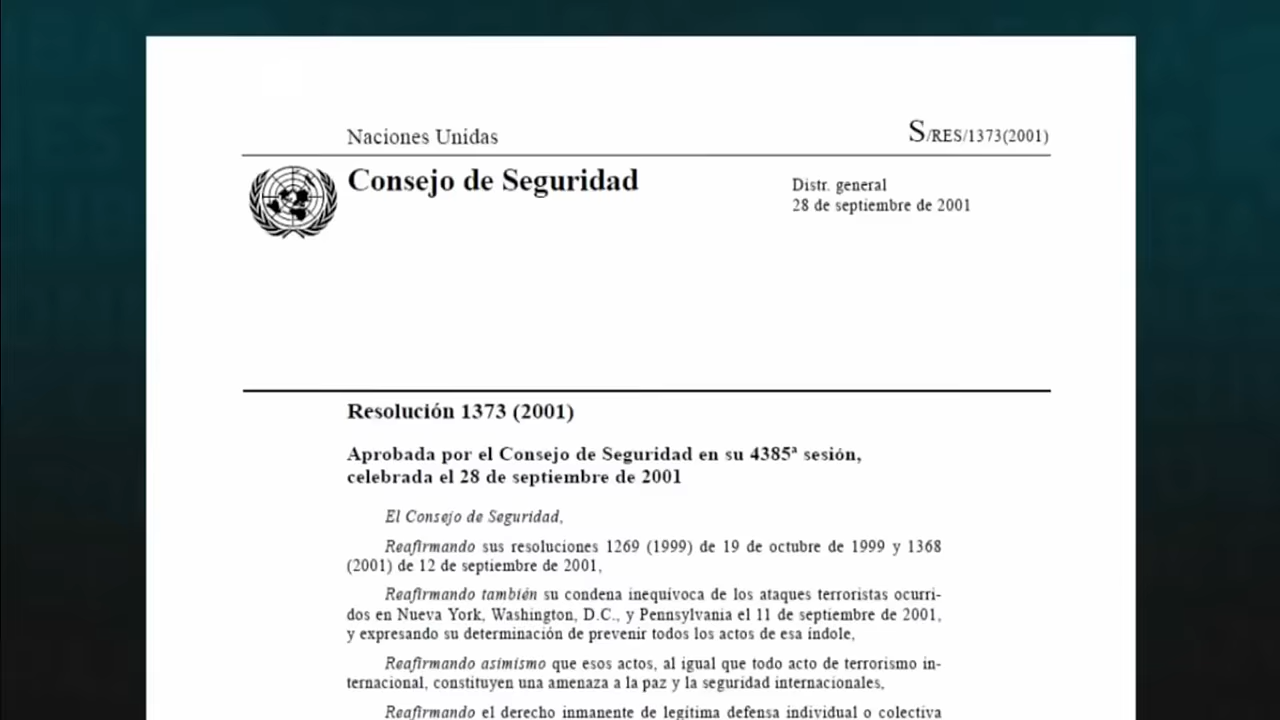 Naciones Unidas
S/RES/1373(2001)
Consejo de Seguridad
Distr. general
28 de septiembre de 2001
Resolución 1373 (2001)
Aprobada por el Consejo de Seguridad en su 4385ª sesión,
celebrada el 28 de septiembre de 2001
El Consejo de Seguridad,
Reafirmando sus resoluciones 1269 (1999) de 19 de octubre de 1999 y 1368
(2001) de 12 de septiembre de 2001,
Reafirmando también su condena inequívoca de los ataques terroristas ocurri-
dos en Nueva York, Washington, D.C., y Pennsylvania el 11 de septiembre de 2001,
y expresando su determinación de prevenir todos los actos de esa índole,
Reafirmando asimismo que esos actos, al igual que todo acto de terrorismo in-
ternacional, constituyen una amenaza a la paz y la seguridad internacionales,
Reafirmando el derecho inmanente de legítima defensa individual o colectiva